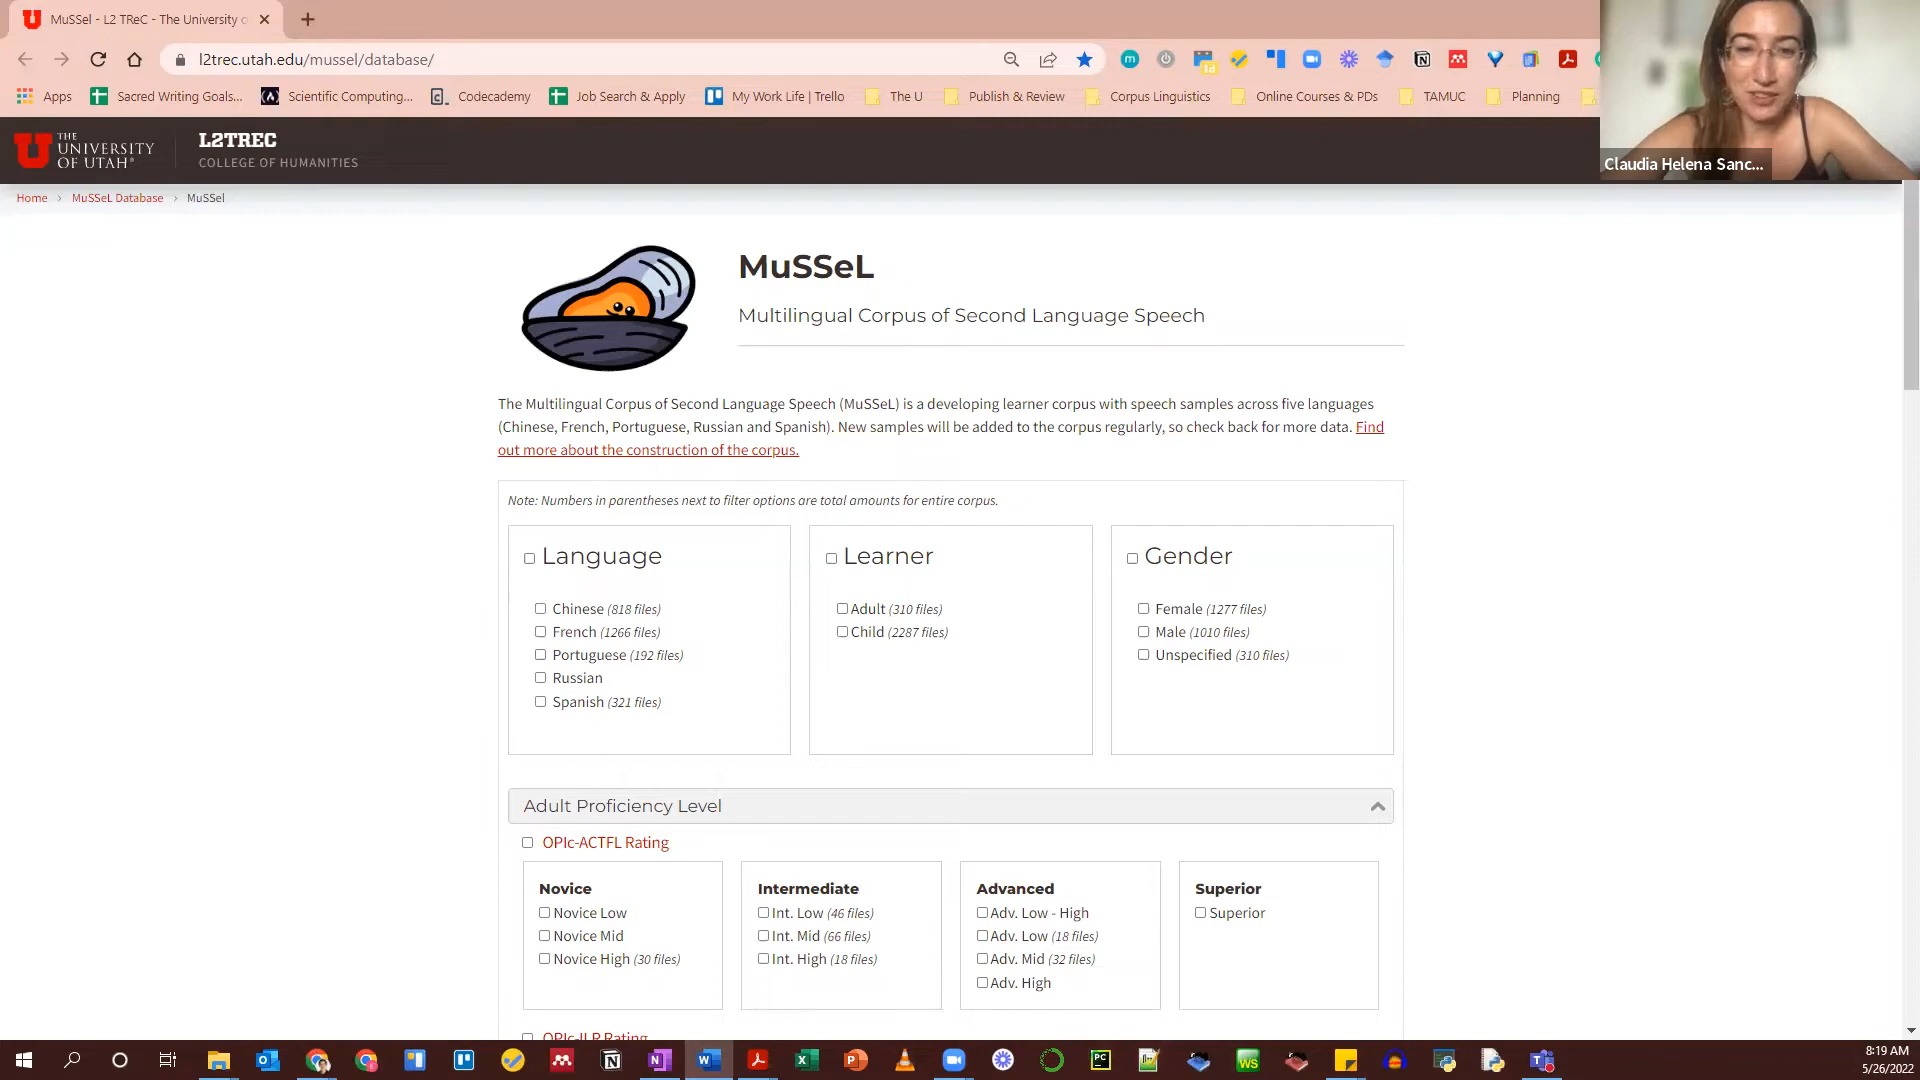 MuSSel - L2 TReC - The University o
l2trec.utah.edu/mussel/database/
Apps
Sacred Writing Goals...
Scientific Computing...
Codecademy
Job Search & Apply
My Work Life | Trello
The U
Publish & Review
Corpus Linguistics
Online Courses & PDs
TAMUC
Planning
Claudia Helena Sanc...
THE UNIVERSITY OF UTAH®
L2TREC
COLLEGE OF HUMANITIES
Home > MuSSeL Database > MuSSel
MuSSeL
Multilingual Corpus of Second Language Speech
The Multilingual Corpus of Second Language Speech (MuSSeL) is a developing learner corpus with speech samples across five languages
(Chinese, French, Portuguese, Russian and Spanish). New samples will be added to the corpus regularly, so check back for more data. Find
out more about the construction of the corpus.
Note: Numbers in parentheses next to filter options are total amounts for entire corpus.
Language
Chinese (818 files)
French (1266 files)
Portuguese (192 files)
Russian
Spanish (321 files)
Learner
Adult (310 files)
Child (2287 files)
Gender
Female (1277 files)
Male (1010 files)
Unspecified (310 files)
Adult Proficiency Level
OPIc-ACTFL Rating
Novice
Novice Low
Novice Mid
Novice High (30 files)
Intermediate
Int. Low (46 files)
Int. Mid (66 files)
Int. High (18 files)
Advanced
Adv. Low - High
Adv. Low (18 files)
Adv. Mid (32 files)
Adv. High
Superior
Superior
OPIc-ILR Rating
8:19 AM
5/26/2022